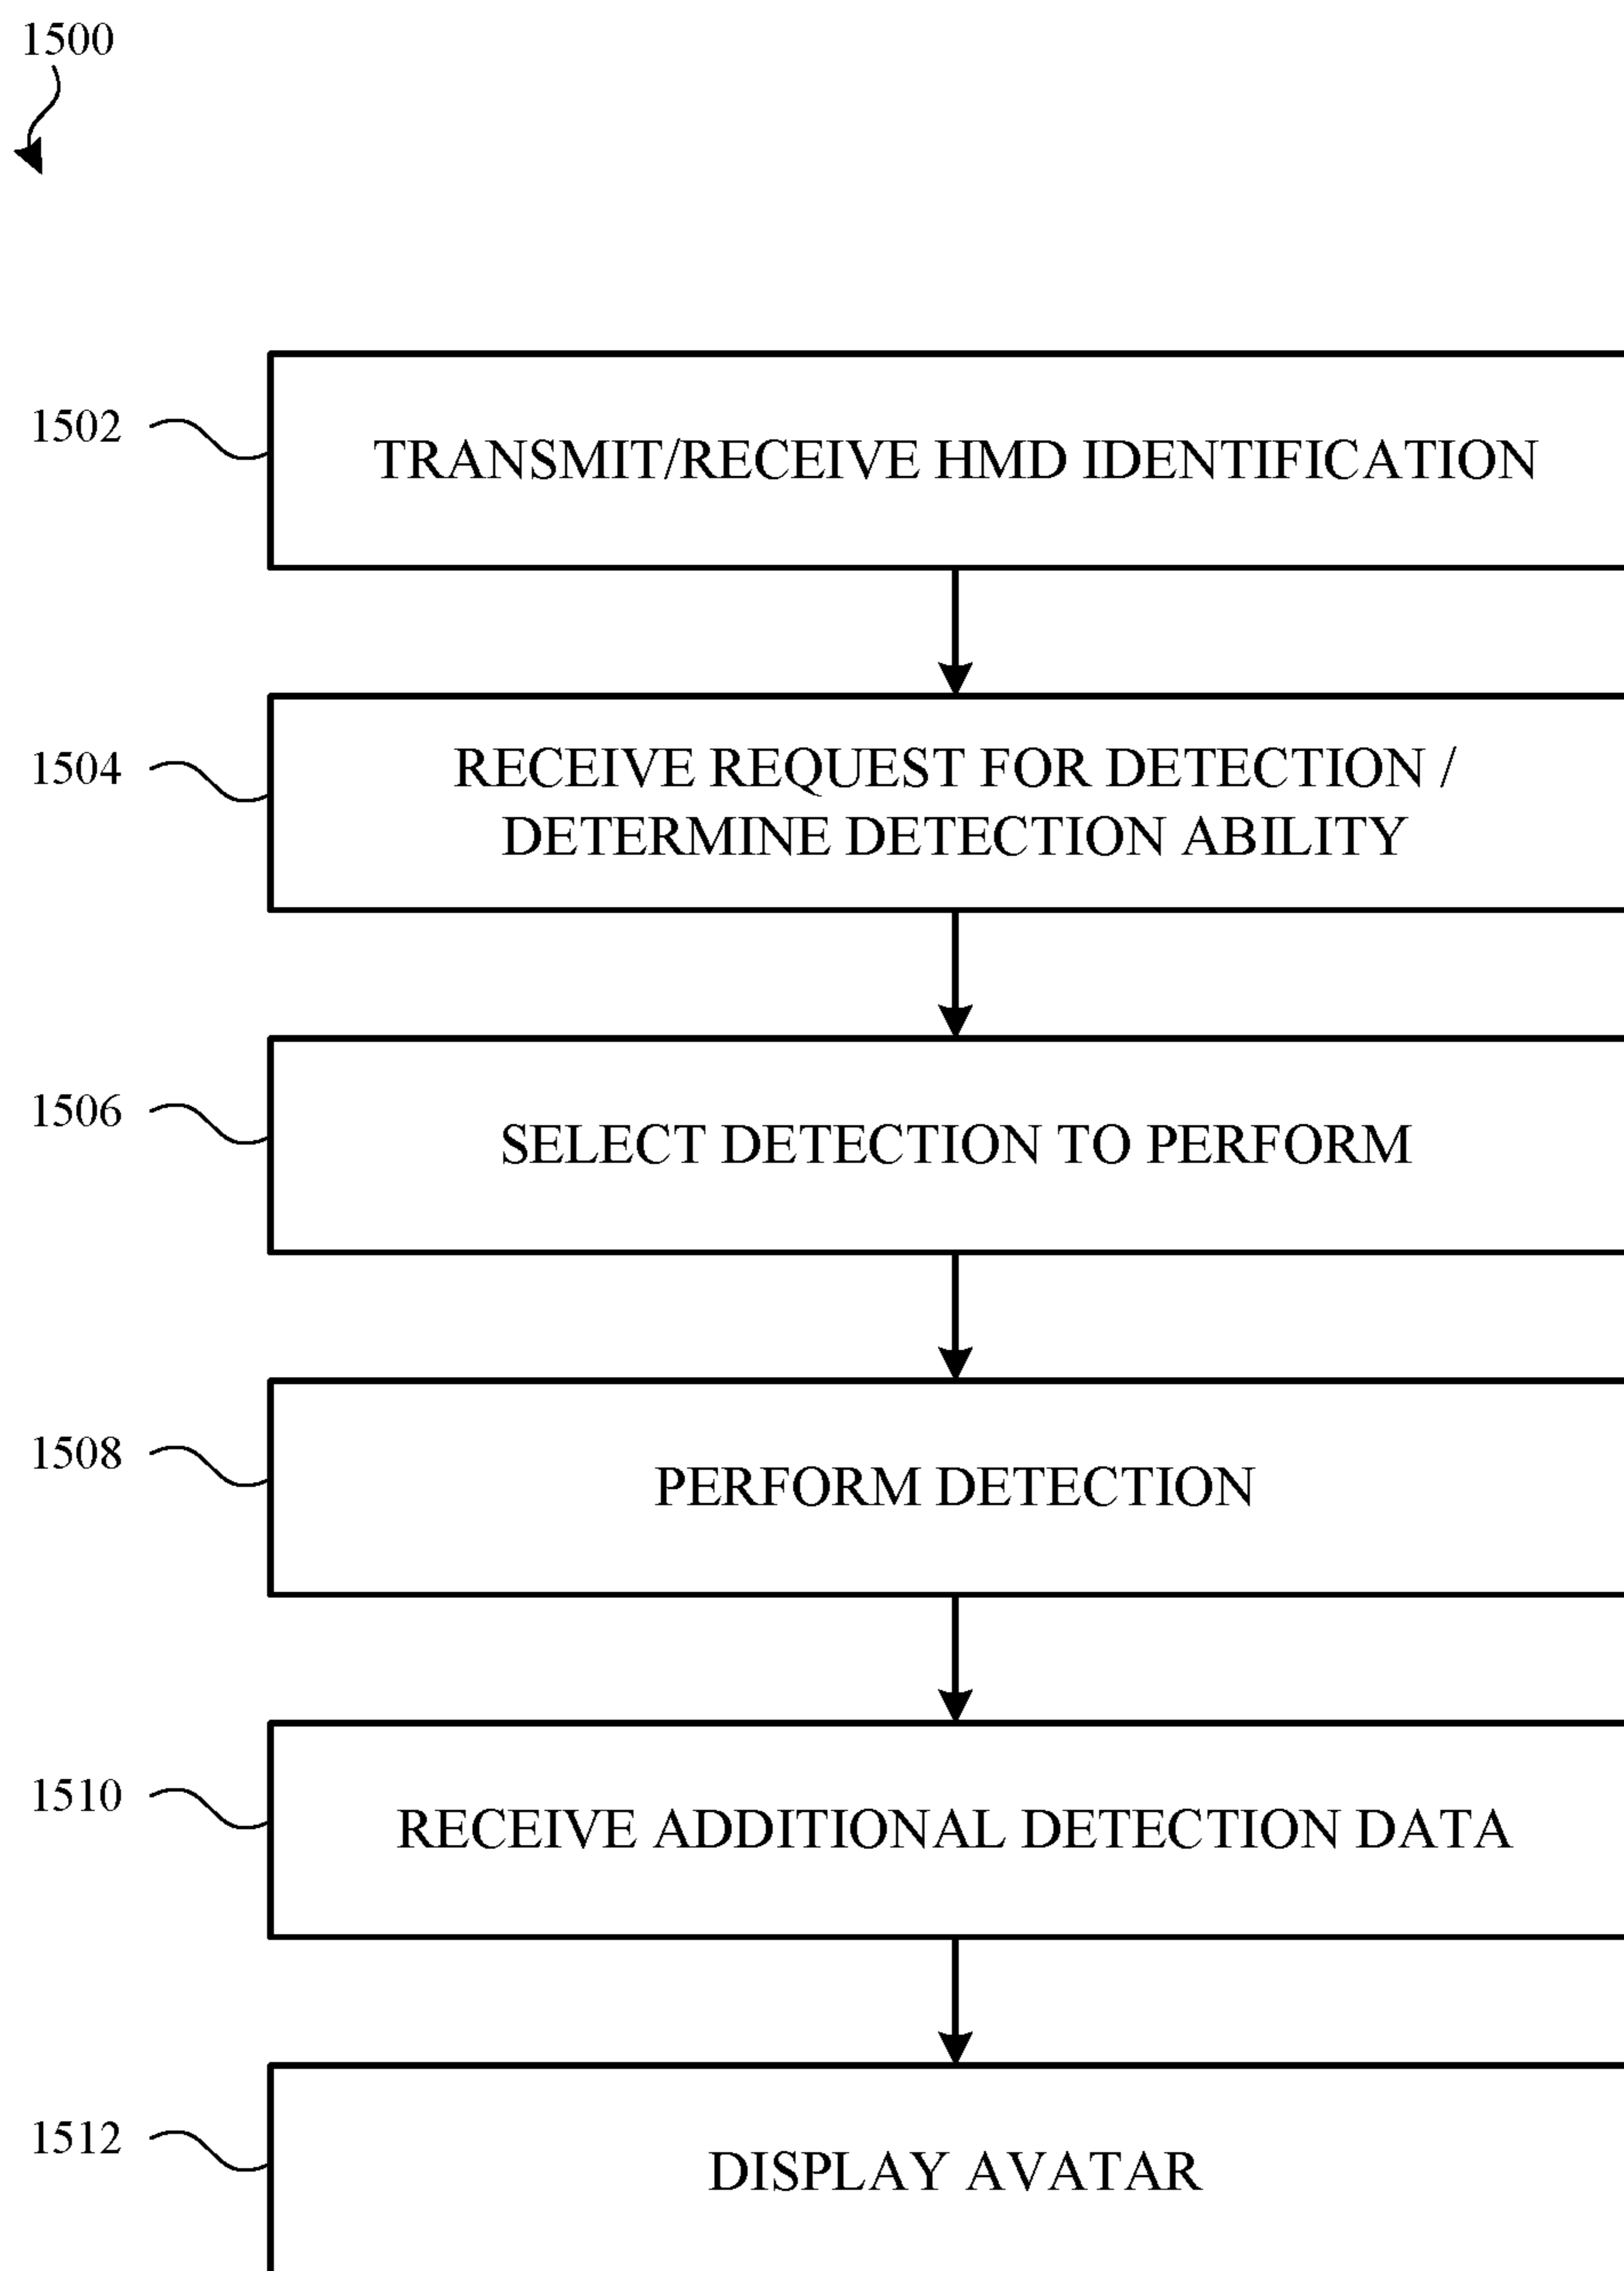 1500
1502
TRANSMIT/RECEIVE HMD IDENTIFICATION
1504
RECEIVE REQUEST FOR DETECTION /
DETERMINE DETECTION ABILITY
1506
SELECT DETECTION TO PERFORM
1508
PERFORM DETECTION
1510
RECEIVE ADDITIONAL DETECTION DATA
1512
DISPLAY AVATAR